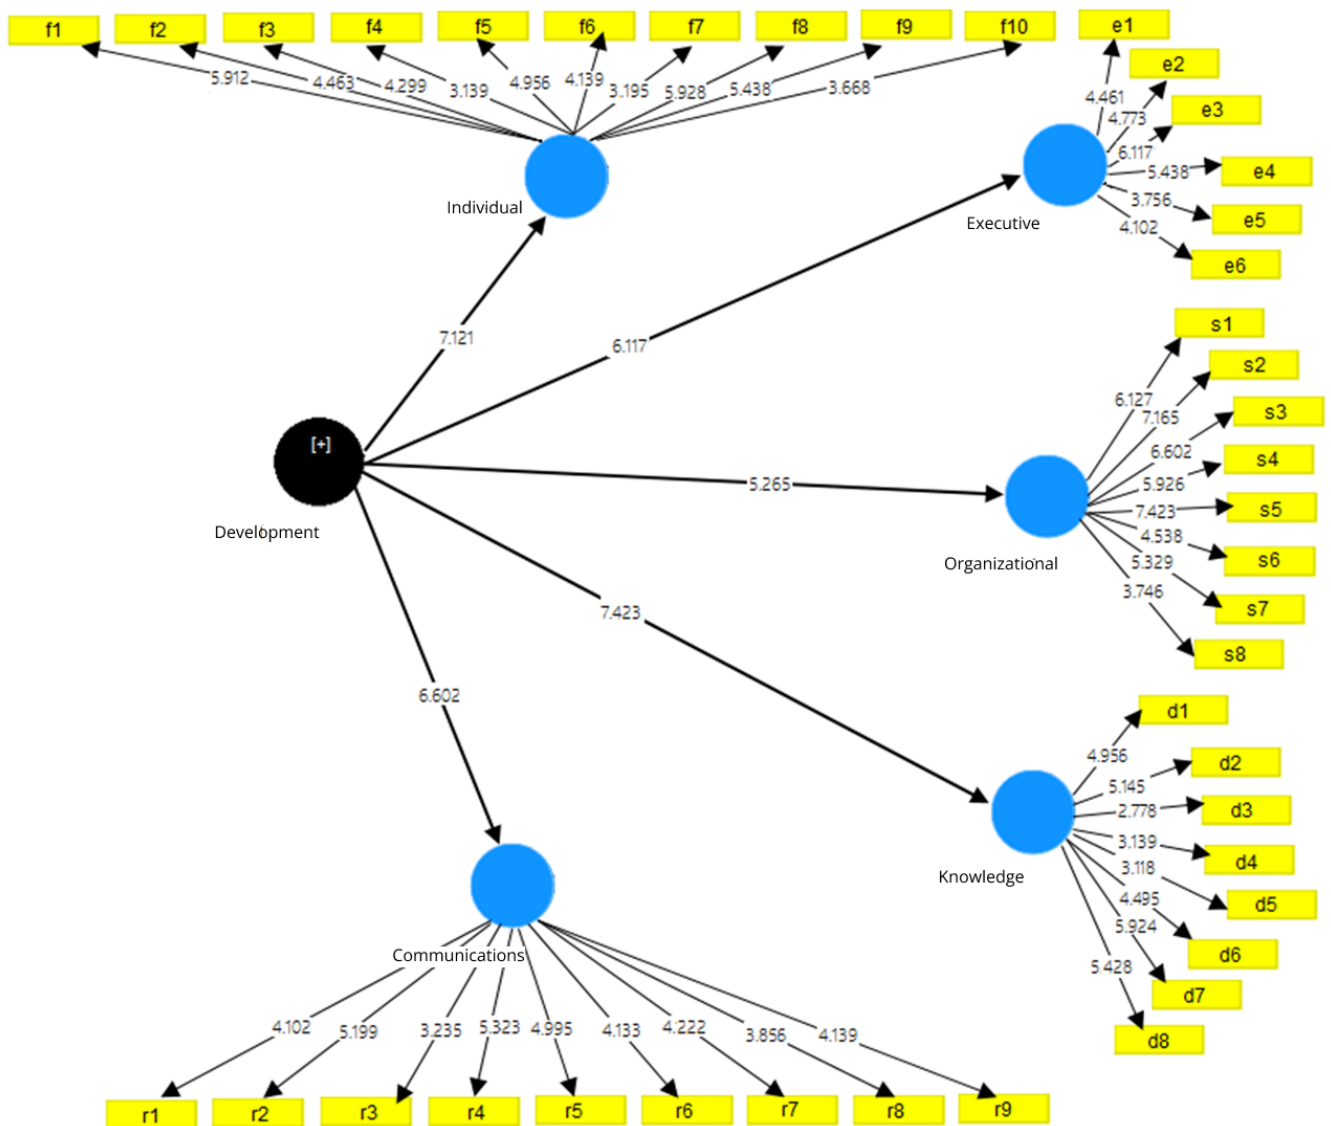 f1 f2 f3 f4 f5 f6 f7 f8 f9 f10 e1
5.912 4.463 4.299 3.139 4.956 4.139 3.195 5.928 5.438 3.668
e2
e3
e4
e5
e6
4.461
4.773
6.117
5.438
3.756
4.102
Individual
Executive
7.121
6.117
[+]
Development
5.265
Organizational
s1
s2
s3
s4
s5
s6
s7
s8
6.127
7.165
6.602
5.926
7.423
4.538
5.329
3.746
7.423
6.602
Knowledge
d1
d2
d3
d4
d5
d6
d7
d8
4.956
5.145
2.778
3.139
3.118
4.495
5.924
5.428
Communications
4.102 5.199 3.235 5.323 4.995 4.133 4.222 3.856 4.139
r1 r2 r3 r4 r5 r6 r7 r8 r9